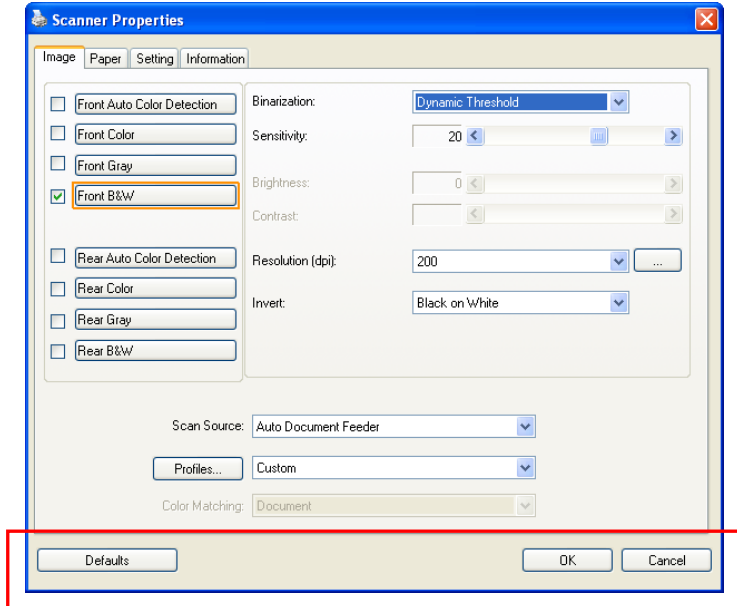 Scanner Properties
Image Paper Setting Information
Front Auto Color Detection
Front Color
Front Gray
Front B&W
Rear Auto Color Detection
Rear Color
Rear Gray
Rear B&W
Binarization: Dynamic Threshold
Sensitivity: 20
Brightness: 0
Contrast:
Resolution (dpi): 200 ...
Invert: Black on White
Scan Source: Auto Document Feeder
Profiles... Custom
Color Matching: Document
Defaults OK Cancel